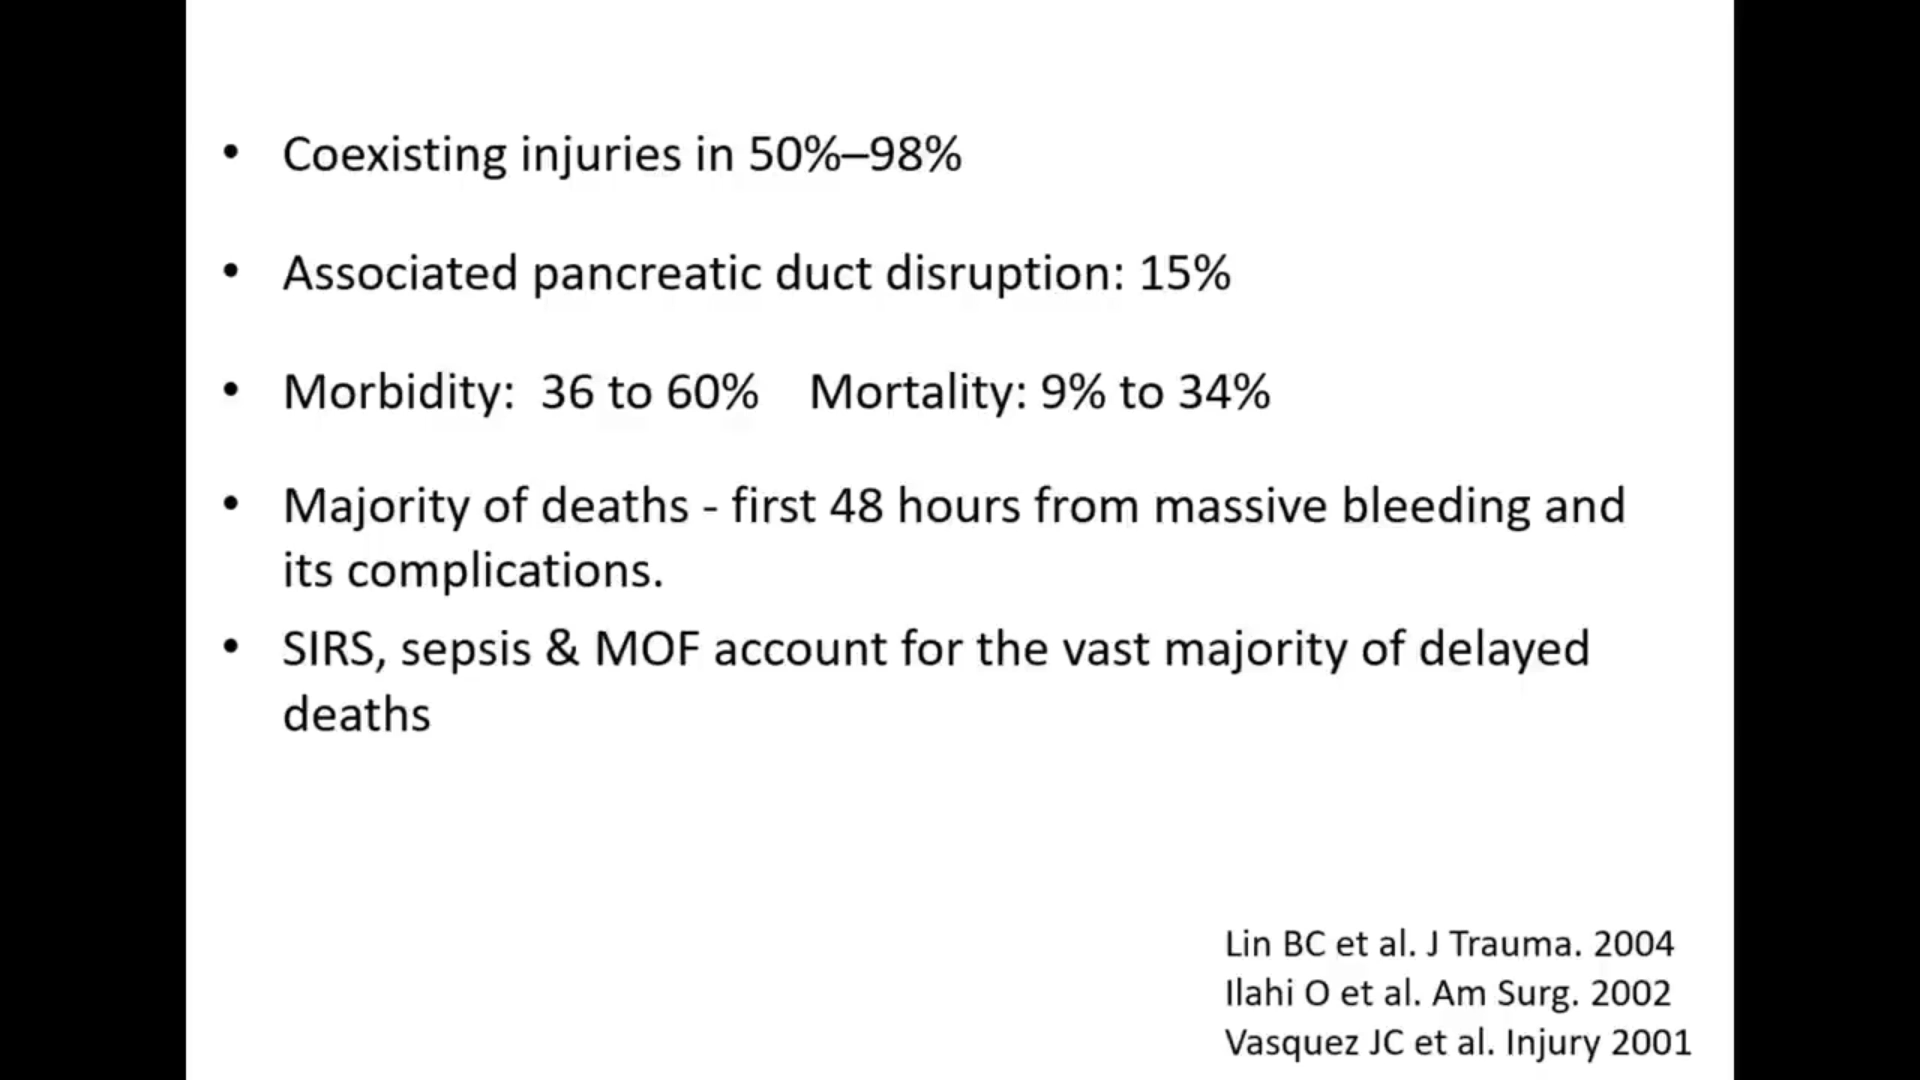 • Coexisting injuries in 50%–98%
• Associated pancreatic duct disruption: 15%
• Morbidity: 36 to 60% Mortality: 9% to 34%
• Majority of deaths - first 48 hours from massive bleeding and
its complications.
• SIRS, sepsis & MOF account for the vast majority of delayed
deaths
Lin BC et al. J Trauma. 2004
Ilahi O et al. Am Surg. 2002
Vasquez JC et al. Injury 2001